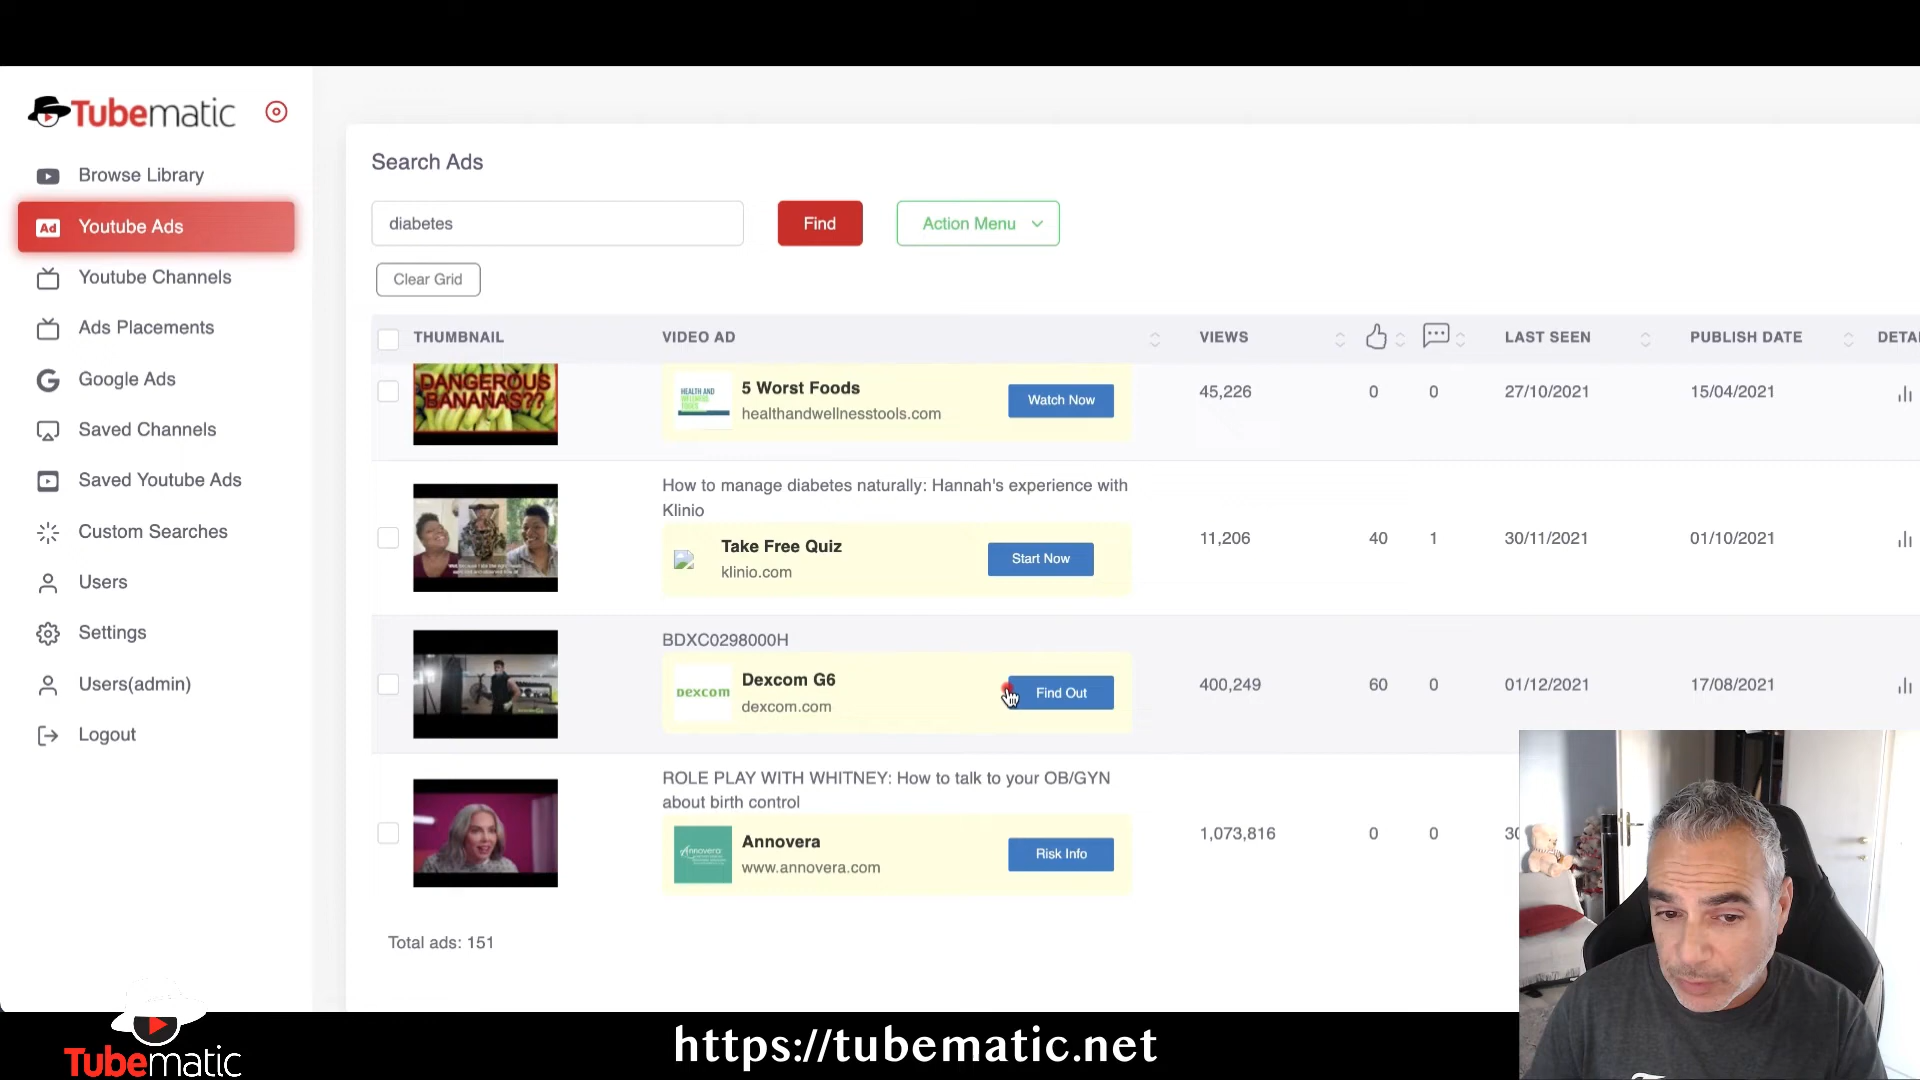 Tubematic
Browse Library
Ad Youtube Ads
Youtube Channels
Ads Placements
Google Ads
Saved Channels
Saved Youtube Ads
Custom Searches
Users
Settings
Users(admin)
Logout
Search Ads
diabetes
Find
Action Menu
Clear Grid
THUMBNAIL VIDEO AD VIEWS LAST SEEN PUBLISH DATE
DANGEROUS
BANANAS??
HEALTH AND
WELLNESS
5 Worst Foods
healthandwellnesstools.com
Watch Now
45,226 0 0 27/10/2021 15/04/2021
How to manage diabetes naturally: Hannah's experience with
Klinio
Take Free Quiz
klinio.com
Start Now
11,206 40 1 30/11/2021 01/10/2021
BDXC0298000H
Dexcom
Dexcom G6
dexcom.com
Find Out
400,249 60 0 01/12/2021 17/08/2021
ROLE PLAY WITH WHITNEY: How to talk to your OB/GYN
about birth control
Annovera
Annovera
www.annovera.com
Risk Info
1,073,816 0 0
Total ads: 151
Tubematic
https://tubematic.net